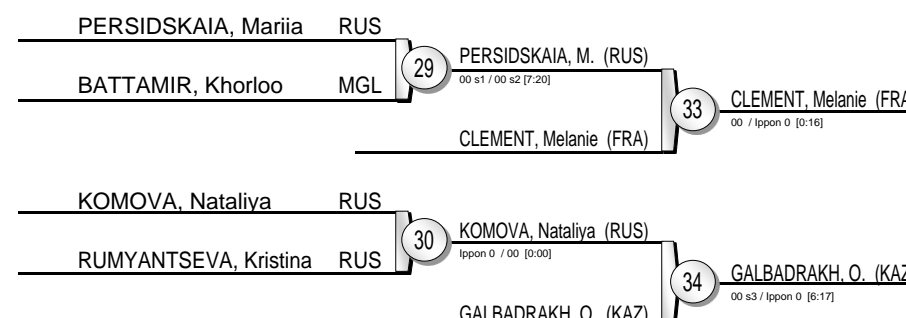 PERSIDSKAIA, Mariia RUS
29
PERSIDSKAIA, M. (RUS)
00 s1 / 00 s2 [7:20]
BATTAMIR, Khorloo MGL
33
CLEMENT, Melanie (FRA
00 / Ippon 0 [0:16]
CLEMENT, Melanie (FRA)
KOMOVA, Nataliya RUS
30
KOMOVA, Nataliya (RUS)
Ippon 0 / 00 [0:00]
RUMYANTSEVA, Kristina RUS
34
GALBADRAKH, O. (KAZ
00 s3 / Ippon 0 [6:17]
GALBADRAKH, O. (KAZ)